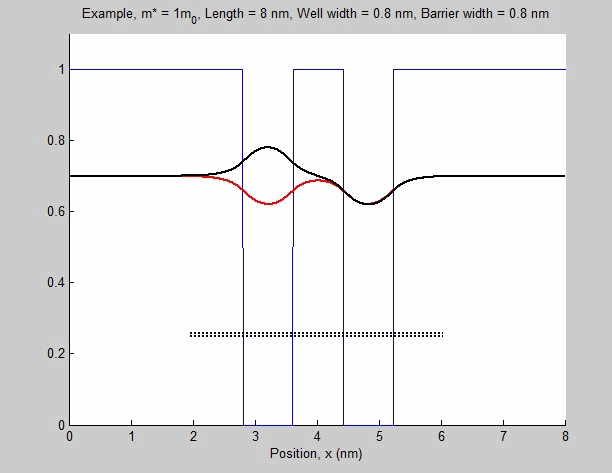 Example, m* = 1m₀, Length = 8 nm, Well width = 0.8 nm, Barrier width = 0.8 nm
1
0.8
0.6
0.4
0.2
0
0 1 2 3 4 5 6 7 8
Position, x (nm)